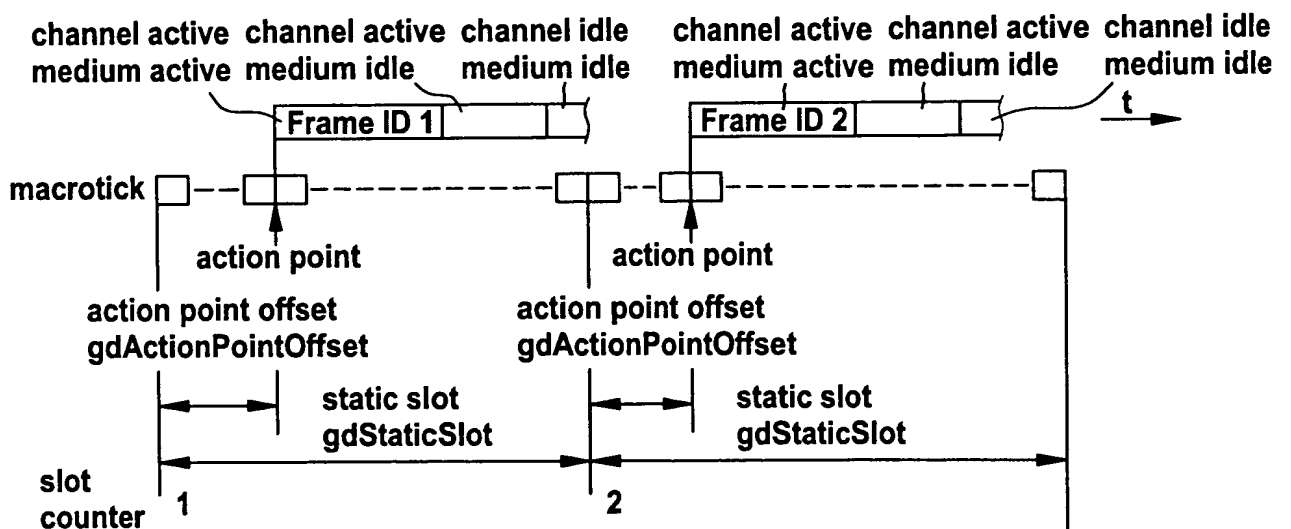 channel active channel active channel idle channel active channel active channel idle
medium active medium idle medium idle medium active medium idle medium idle
Frame ID 1 Frame ID 2 t
macrotick
action point action point
action point offset action point offset
gdActionPointOffset gdActionPointOffset
static slot static slot
gdStaticSlot gdStaticSlot
slot
counter 1 2